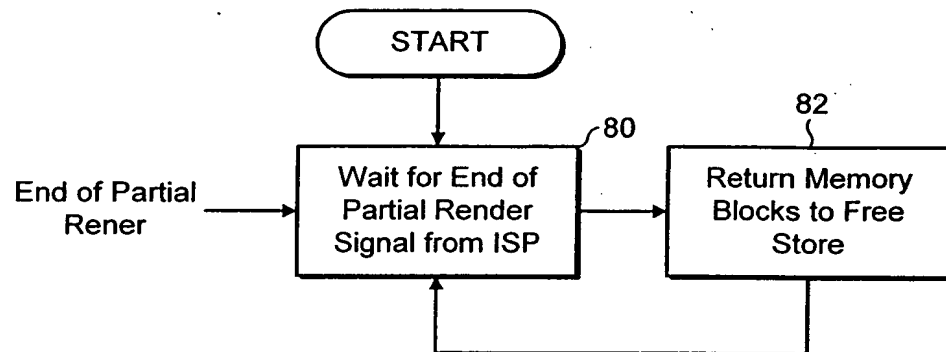 START
80
82
End of Partial
Rener
Wait for End of
Partial Render
Signal from ISP
Return Memory
Blocks to Free
Store